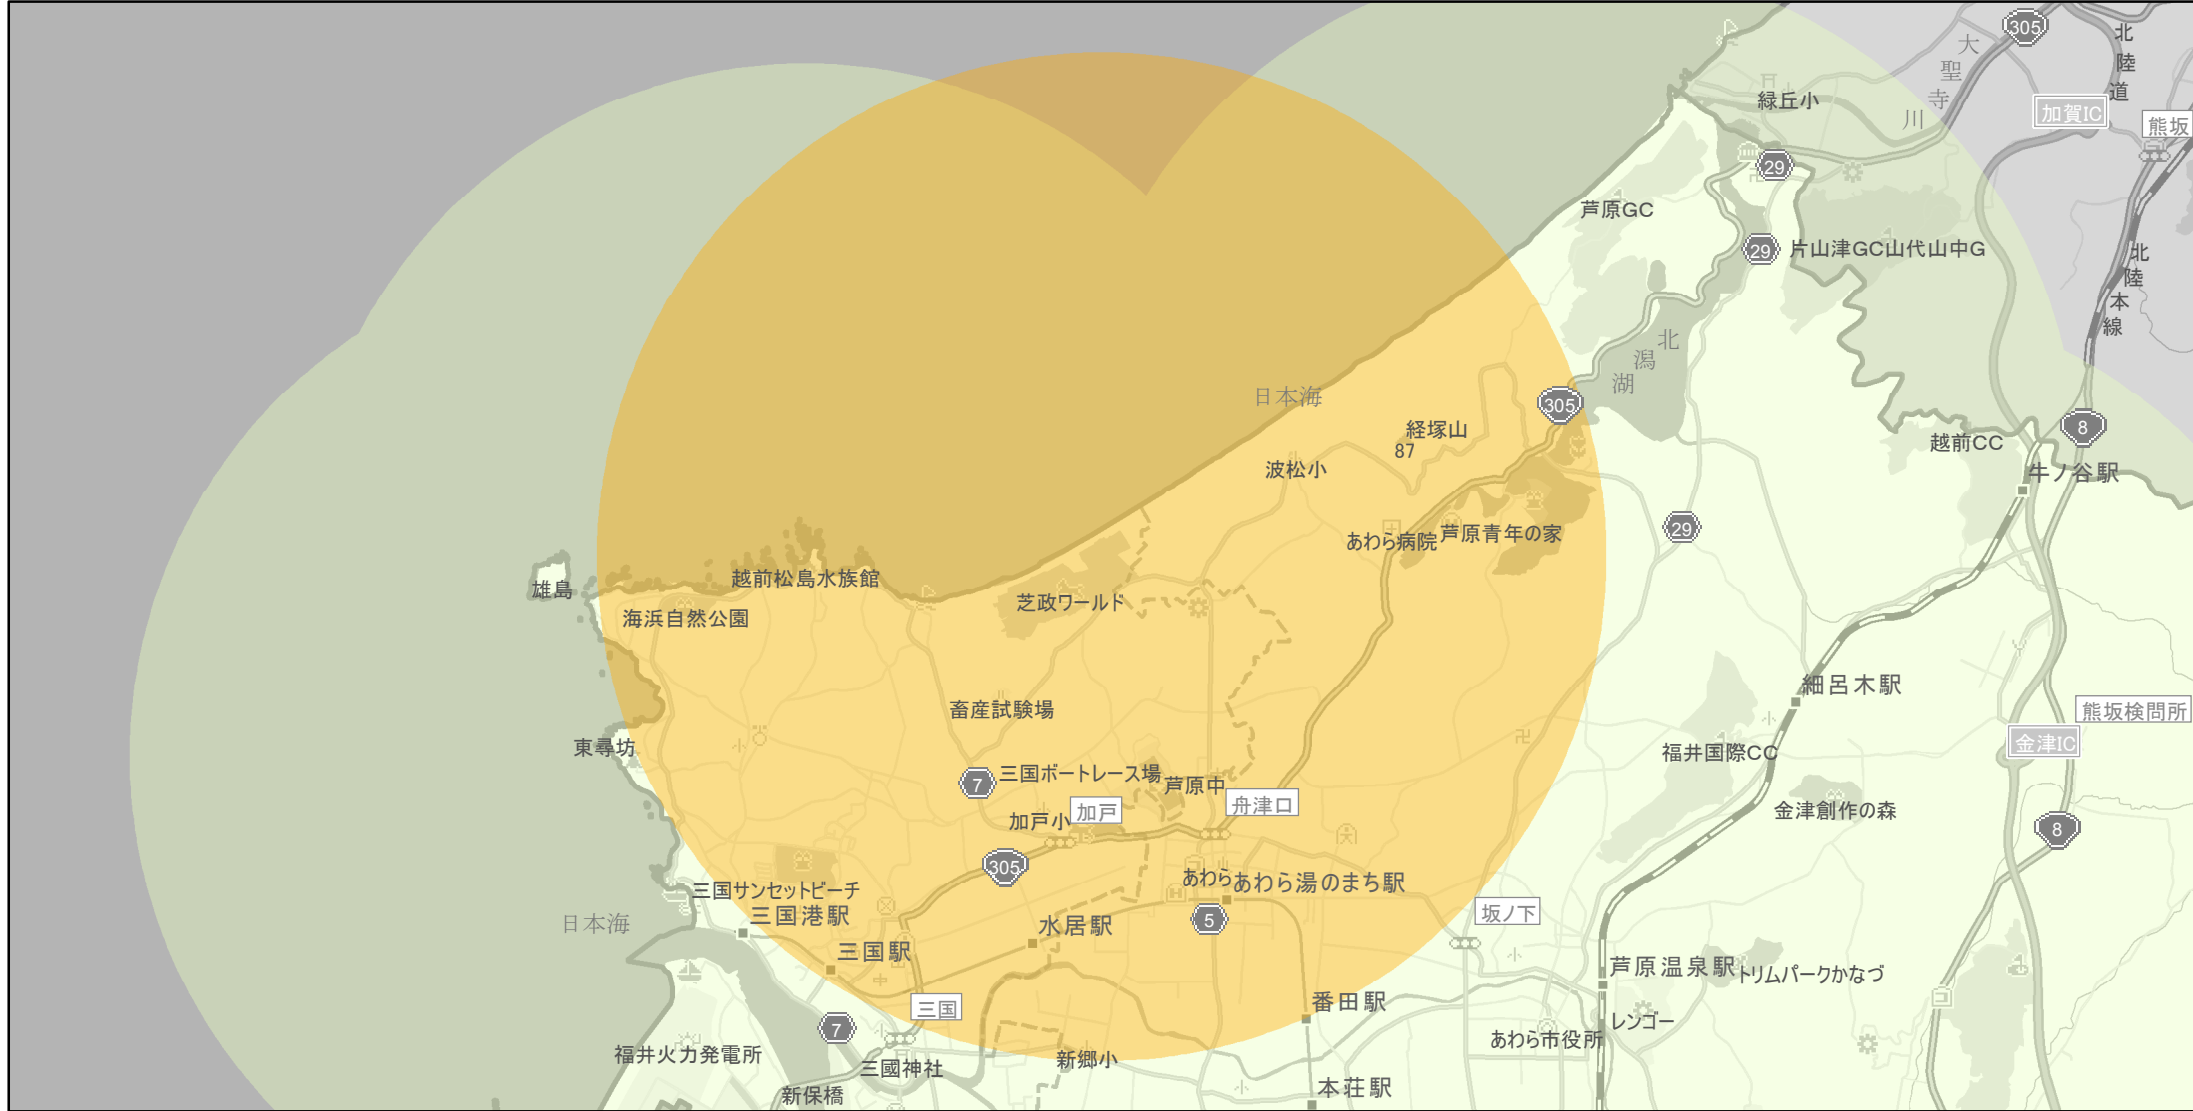 305
北陸道
大聖寺川
緑丘小
加賀IC
熊坂
29
芦原GC
29
片山津GC山代山中G
北陸本線
北潟湖
日本海
305
経塚山
87
8
越前CC
波松小
牛ノ谷駅
29
あわら病院
芦原青年の家
雄島
越前松島水族館
芝政ワールド
海浜自然公園
細呂木駅
畜産試験場
熊坂検問所
東尋坊
福井国際CC
金津IC
三国ボートレース場
7
芦原中
舟津口
加戸
加戸小
金津創作の森
8
305
三国サンセットビーチ
あわら
あわら湯のまち駅
三国港駅
日本海
水居駅
5
坂ノ下
三国駅
芦原温泉駅
トリムパークかなづ
三国
番田駅
7
レンゴー
あわら市役所
福井火力発電所
三國神社
新郷小
新保橋
本荘駅